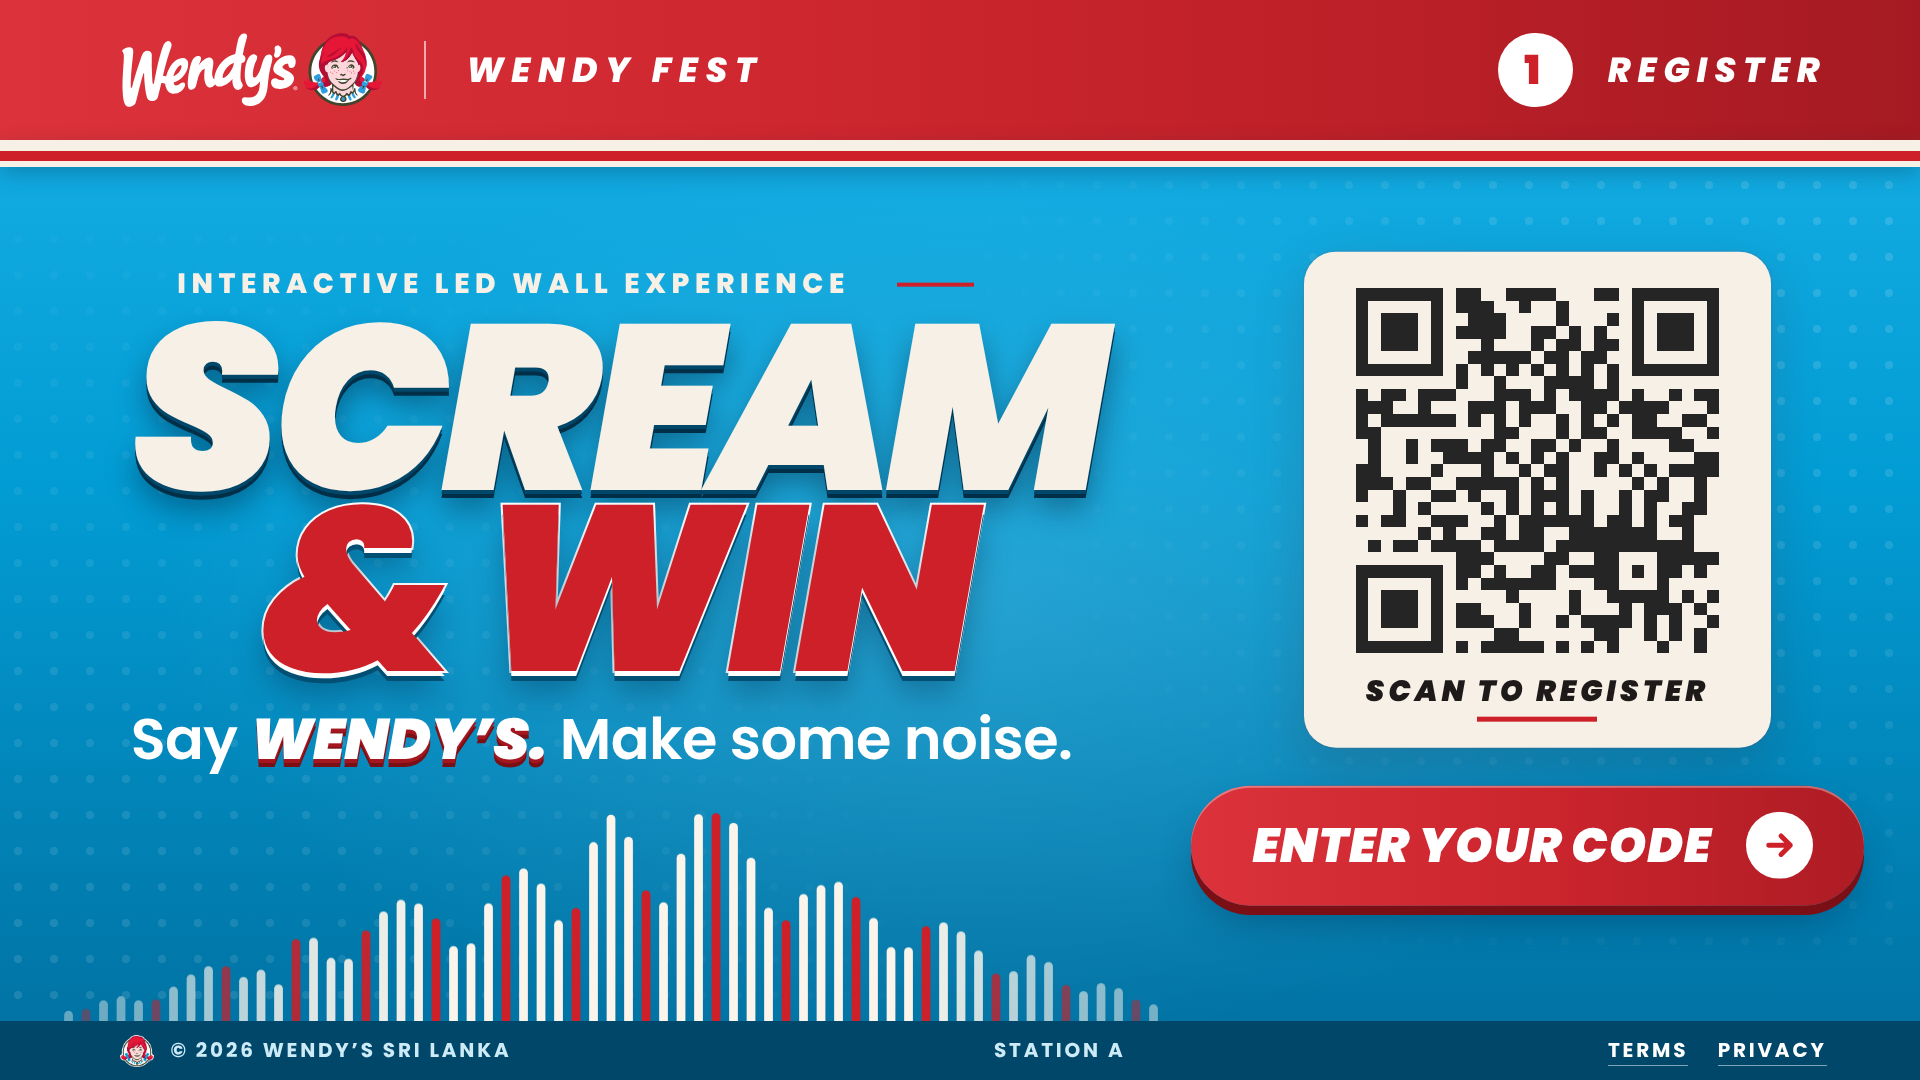 Wendy's
WENDY FEST
1 REGISTER
INTERACTIVE LED WALL EXPERIENCE
SCREAM
& WIN
Say WENDY’S. Make some noise.
SCAN TO REGISTER
ENTER YOUR CODE
© 2026 WENDY’S SRI LANKA
STATION A
TERMS PRIVACY